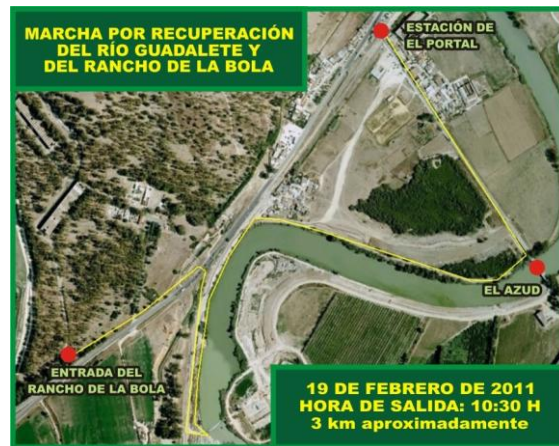 MARCHA POR RECUPERACIÓN
DEL RÍO GUADALETE Y
DEL RANCHO DE LA BOLA
ESTACIÓN DE
EL PORTAL
EL AZUD
ENTRADA DEL
RANCHO DE LA BOLA
19 DE FEBRERO DE 2011
HORA DE SALIDA: 10:30 H
3 km aproximadamente